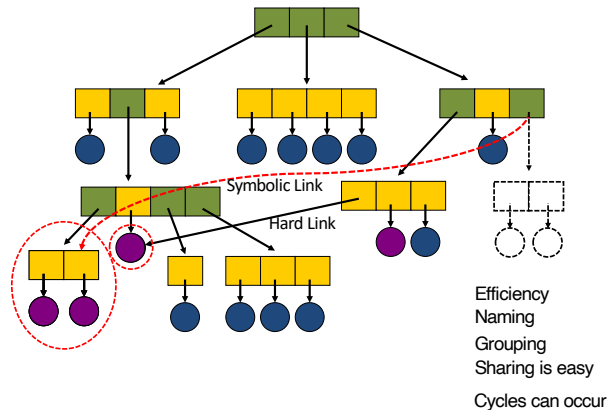 Symbolic Link
Hard Link
Efficiency
Naming
Grouping
Sharing is easy
Cycles can occur